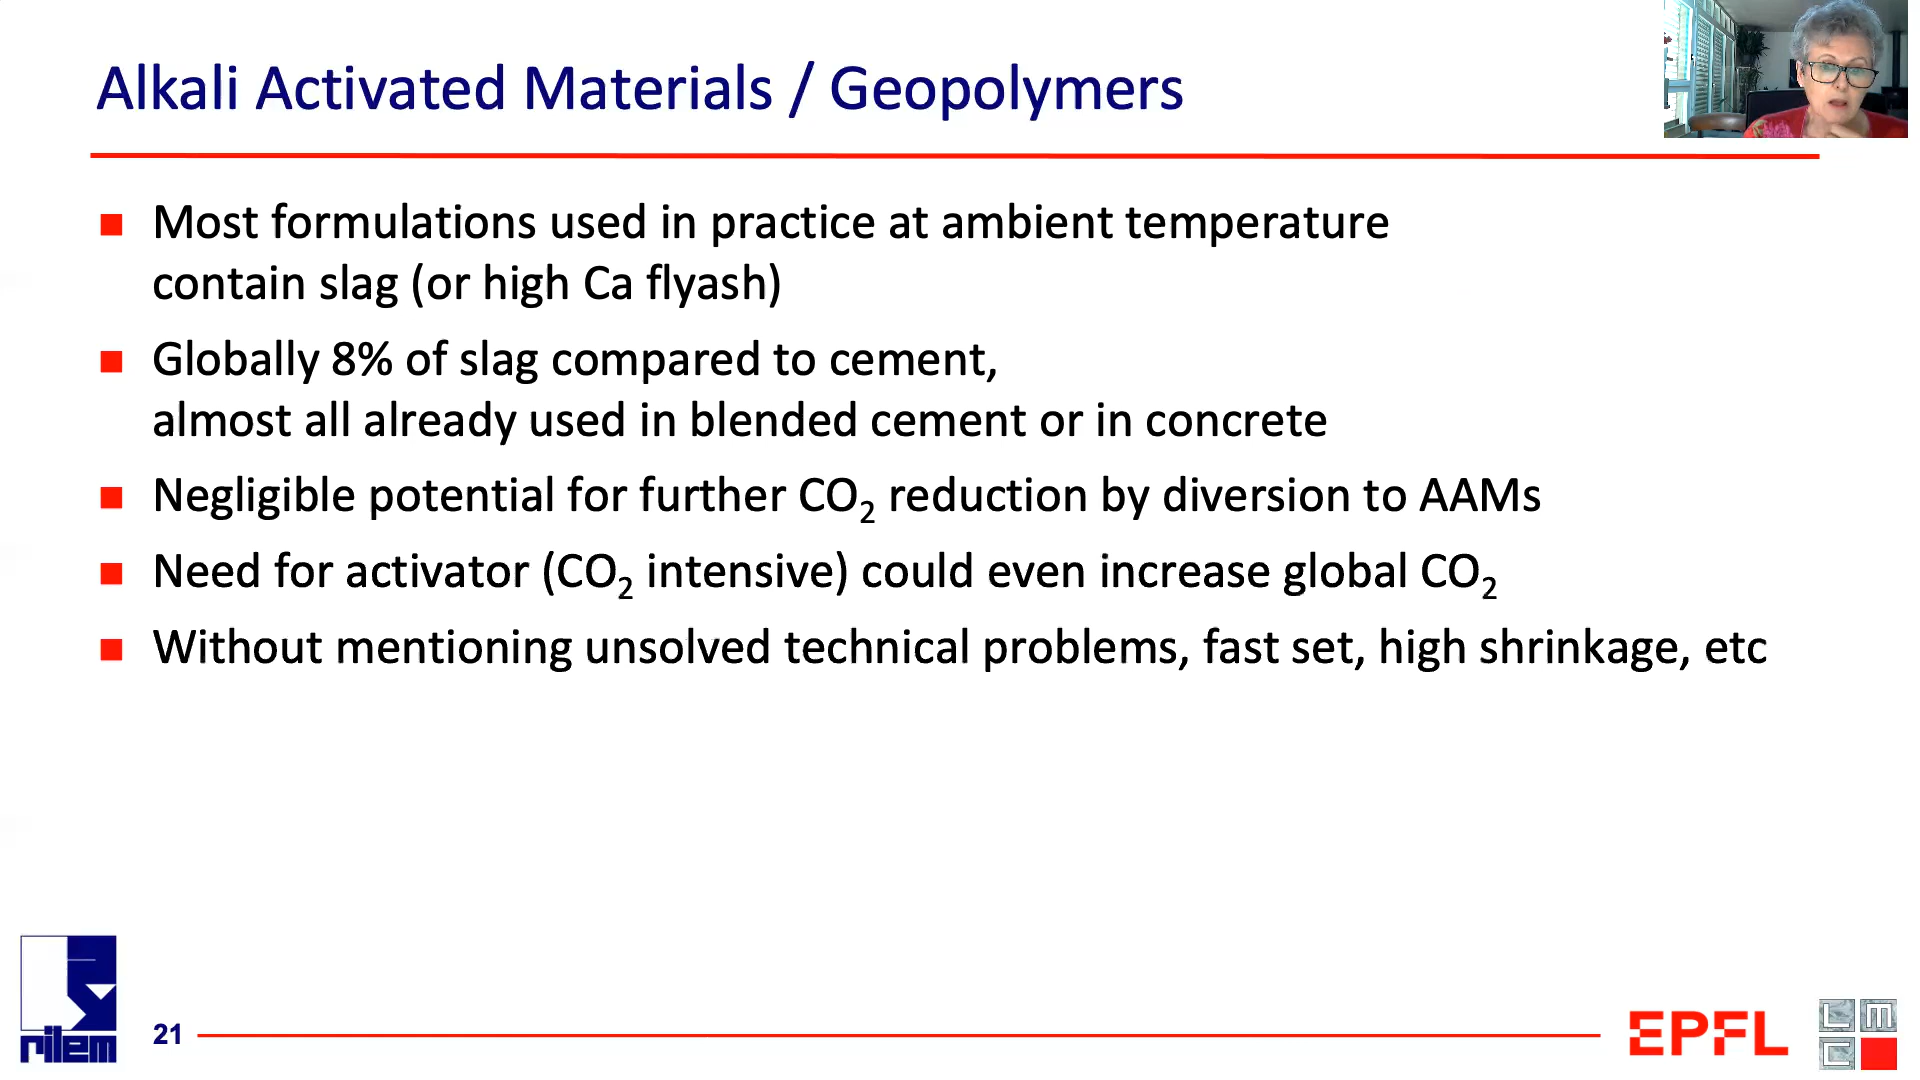 Alkali Activated Materials / Geopolymers
Most formulations used in practice at ambient temperature
contain slag (or high Ca flyash)
Globally 8% of slag compared to cement,
almost all already used in blended cement or in concrete
Negligible potential for further CO₂ reduction by diversion to AAMs
Need for activator (CO₂ intensive) could even increase global CO₂
Without mentioning unsolved technical problems, fast set, high shrinkage, etc
rilem
21
EPFL
LMC